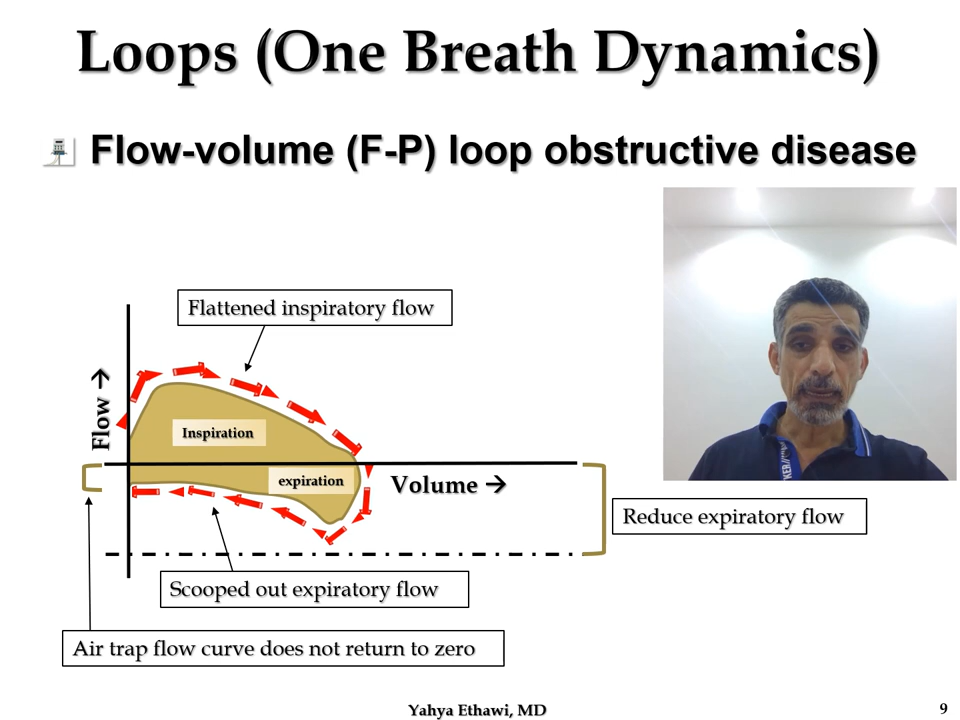 Loops (One Breath Dynamics)
Flow-volume (F-P) loop obstructive disease
Flattened inspiratory flow
Flow →
Inspiration
expiration
Volume →
Reduce expiratory flow
Scooped out expiratory flow
Air trap flow curve does not return to zero
Yahya Ethawi, MD
9